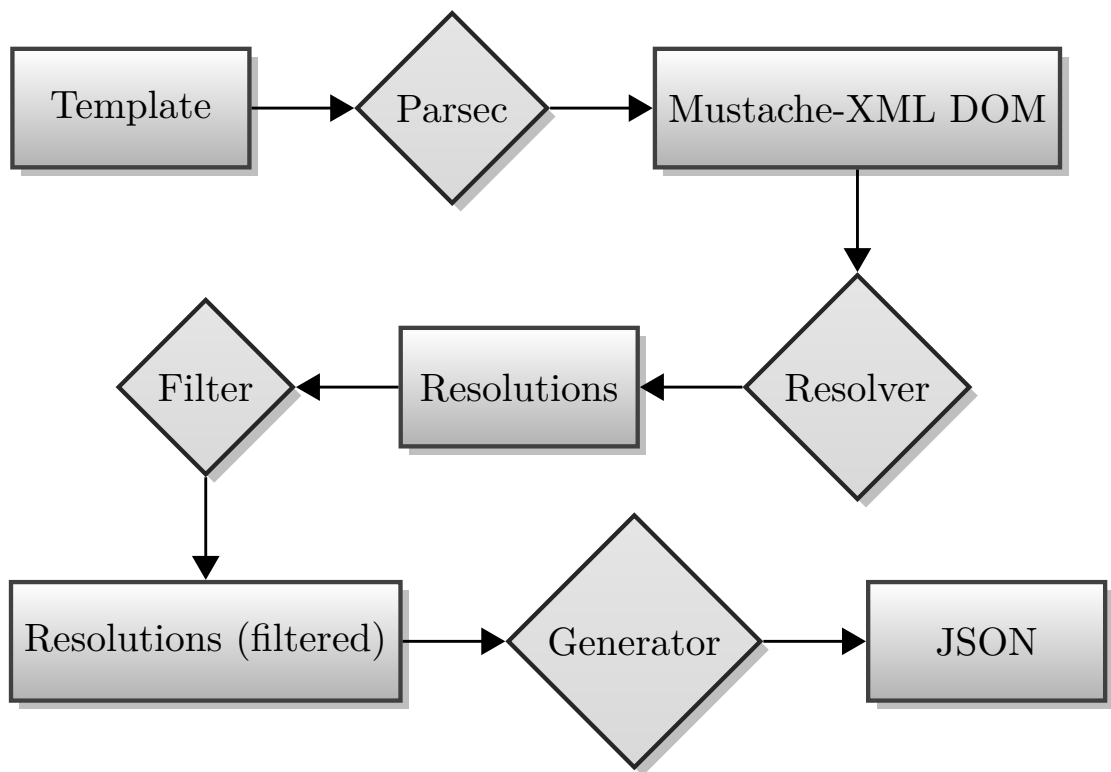 Template
Parsec
Mustache-XML DOM
Filter
Resolutions
Resolver
Resolutions (filtered)
Generator
JSON